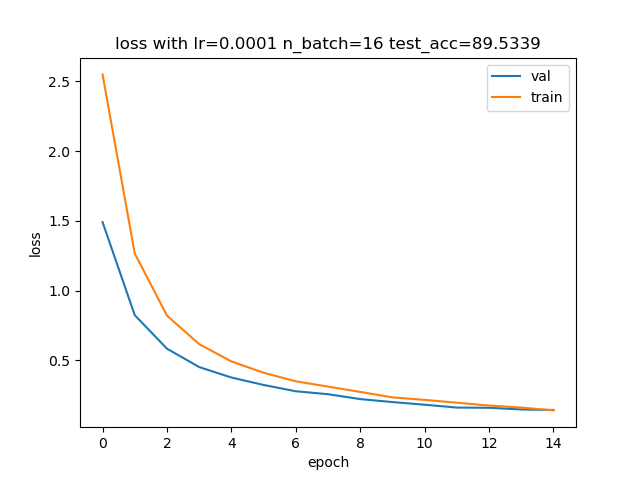 loss with lr=0.0001 n_batch=16 test_acc=89.5339
val
train
2.5
2.0
1.5
1.0
0.5
loss
0 2 4 6 8 10 12 14
epoch